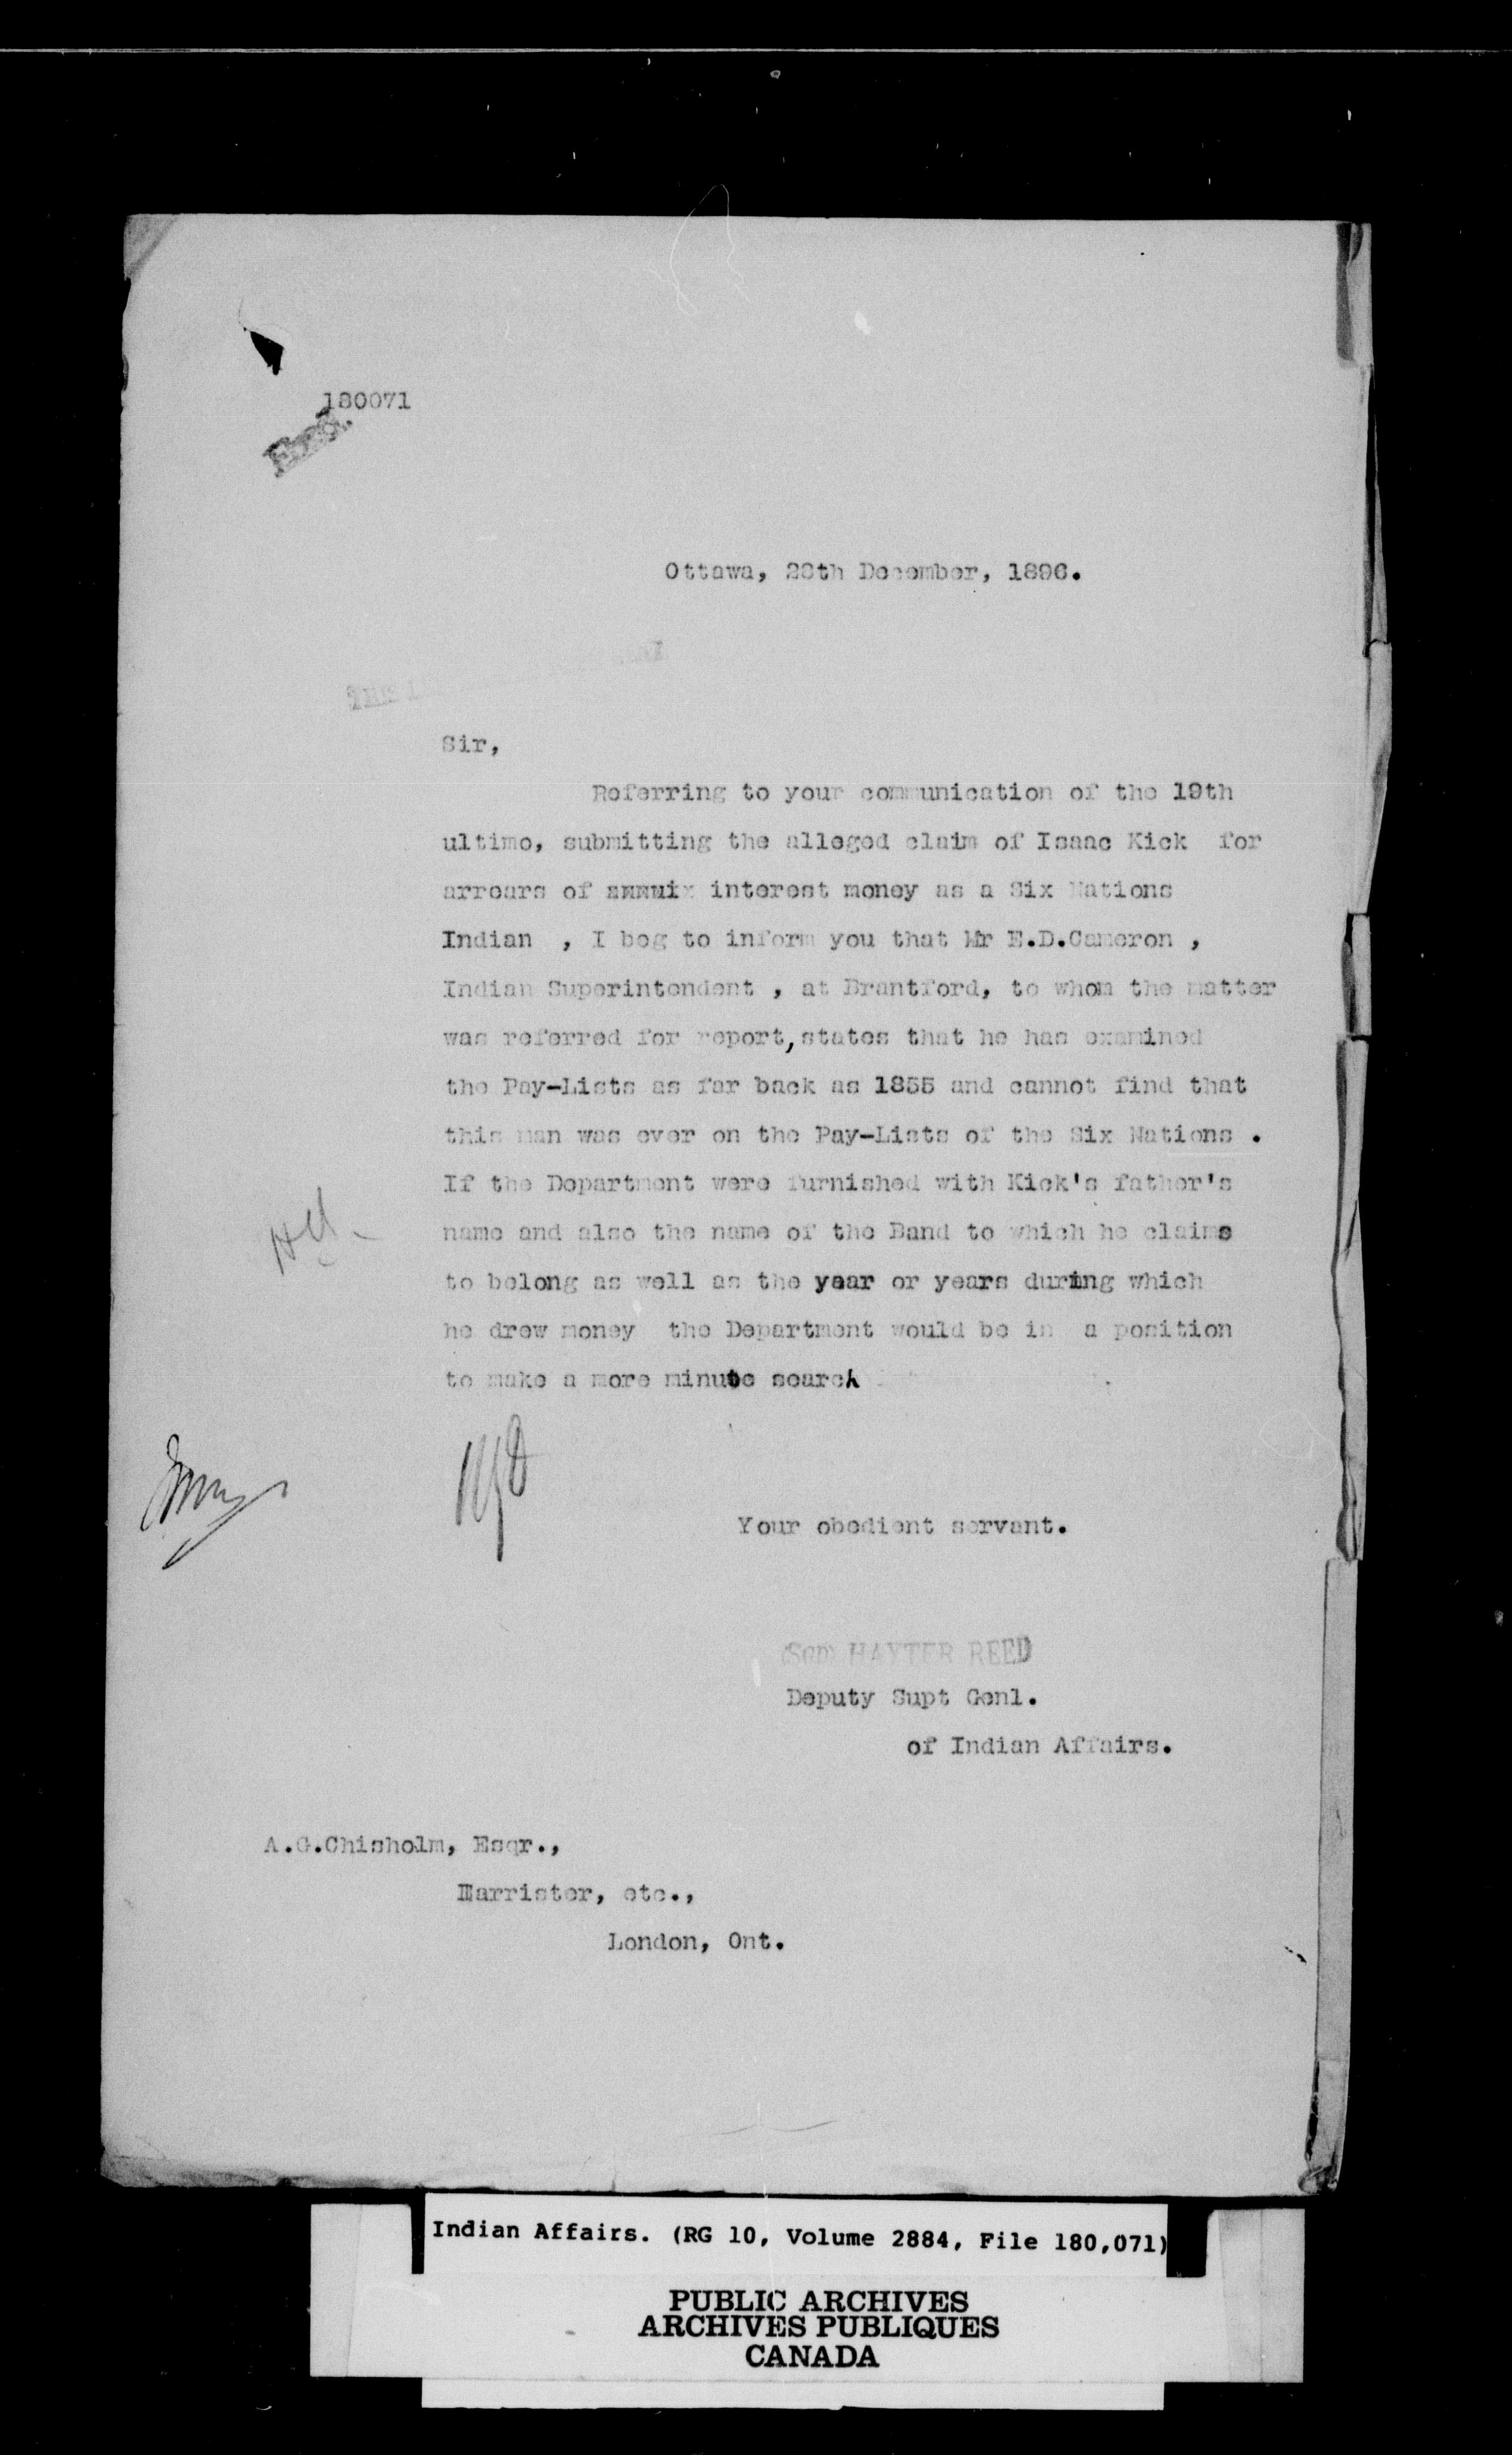 180071
Ottawa, 28th December, 1896.
Sir,
Referring to your communication of the 19th
ultimo, submitting the alleged claim of Isaac Kick for
arrears of interest money as a Six Nations
Indian , I beg to inform you that Mr E.D.Cameron ,
Indian Superintendent , at Brantford, to whom the matter
was referred for report, states that he has examined
the Pay-Lists as far back as 1855 and cannot find that
this man was ever on the Pay-Lists of the Six Nations .
If the Department were furnished with Kick's father's
name and also the name of the Band to which he claims
to belong as well as the year or years during which
he drew money the Department would be in a position
to make a more minute search
Your obedient servant.
(SGD) HAYTER REED
Deputy Supt Genl.
of Indian Affairs.
A.G.Chisholm, Esqr.,
Barrister, etc.,
London, Ont.
Indian Affairs. (RG 10, Volume 2884, File 180,071)
PUBLIC ARCHIVES
ARCHIVES PUBLIQUES
CANADA